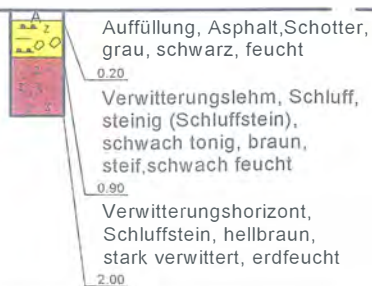 A
Z
Auffüllung, Asphalt,Schotter,
grau, schwarz, feucht
0.20
Verwitterungslehm, Schluff,
steinig (Schluffstein),
schwach tonig, braun,
steif,schwach feucht
0.90
Verwitterungshorizont,
Schluffstein, hellbraun,
stark verwittert, erdfeucht
2.00